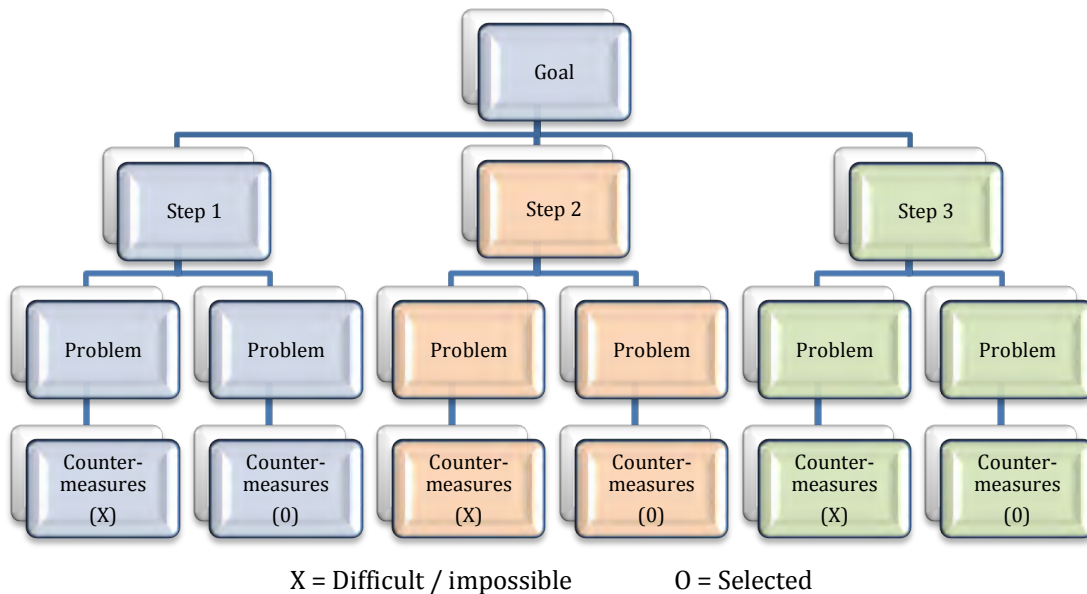 Goal
Step 1
Step 2
Step 3
Problem
Problem
Problem
Problem
Problem
Problem
Counter-
measures
(X)
Counter-
measures
(0)
Counter-
measures
(X)
Counter-
measures
(0)
Counter-
measures
(X)
Counter-
measures
(0)
X = Difficult / impossible
O = Selected